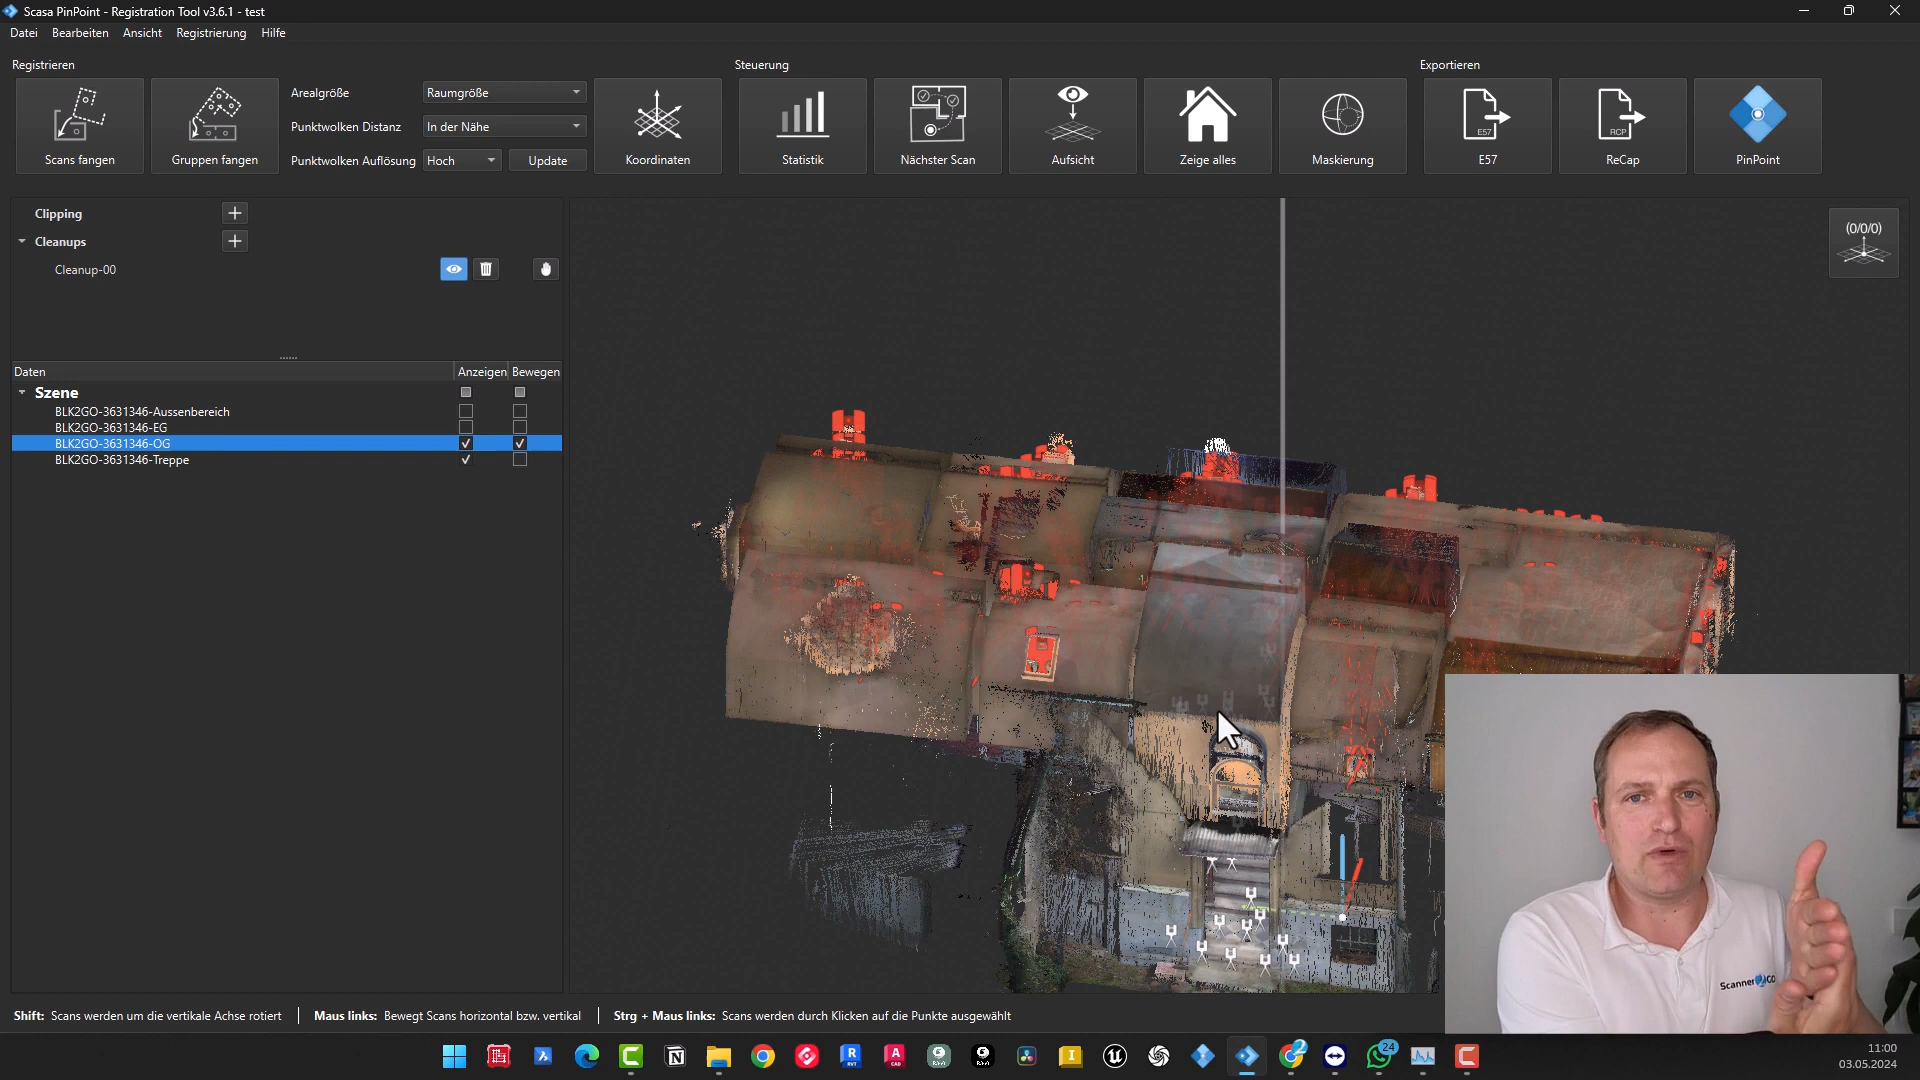 Scasa PinPoint - Registration Tool v3.6.1 - test
Datei Bearbeiten Ansicht Registrierung Hilfe
Registrieren
Steuerung
Exportieren
Arealgröße
Raumgröße
Punktwolken Distanz
In der Nähe
Punktwolken Auflösung
Hoch
Update
Scans fangen
Gruppen fangen
Koordinaten
Statistik
Nächster Scan
Aufsicht
Zeige alles
Maskierung
E57
E57
RCP
ReCap
PinPoint
Clipping
Cleanups
Cleanup-00
(0/0/0)
Daten Anzeigen Bewegen
Szene
BLK2GO-3631346-Aussenbereich
BLK2GO-3631346-EG
BLK2GO-3631346-OG
BLK2GO-3631346-Treppe
Shift: Scans werden um die vertikale Achse rotiert
Maus links: Bewegt Scans horizontal bzw. vertikal
Strg + Maus links: Scans werden durch Klicken auf die Punkte ausgewählt
24
11:00
03.05.2024